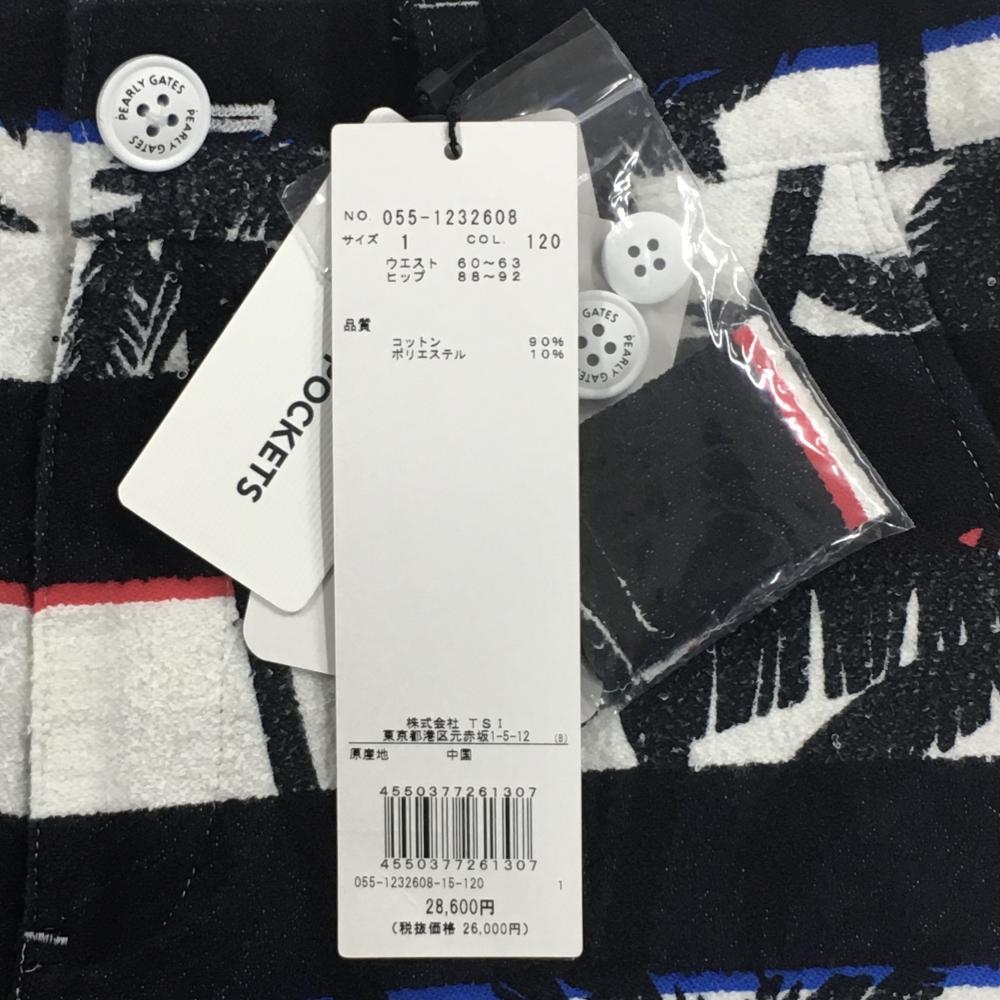 PEARLY GATES
PEARLY GATES
NO. 055-1232608
サイズ 1 COL. 120
ウエスト 60～63
ヒップ 88～92
品質
コットン 90%
ポリエステル 10%
株式会社 TSI
東京都港区元赤坂1-5-12 (B)
原産地 中国
4550377261307
4550377261307
055-1232608-15-120 1
28,600円
(税抜価格 26,000円)
POCKETS
GATES
PEARLY GATES